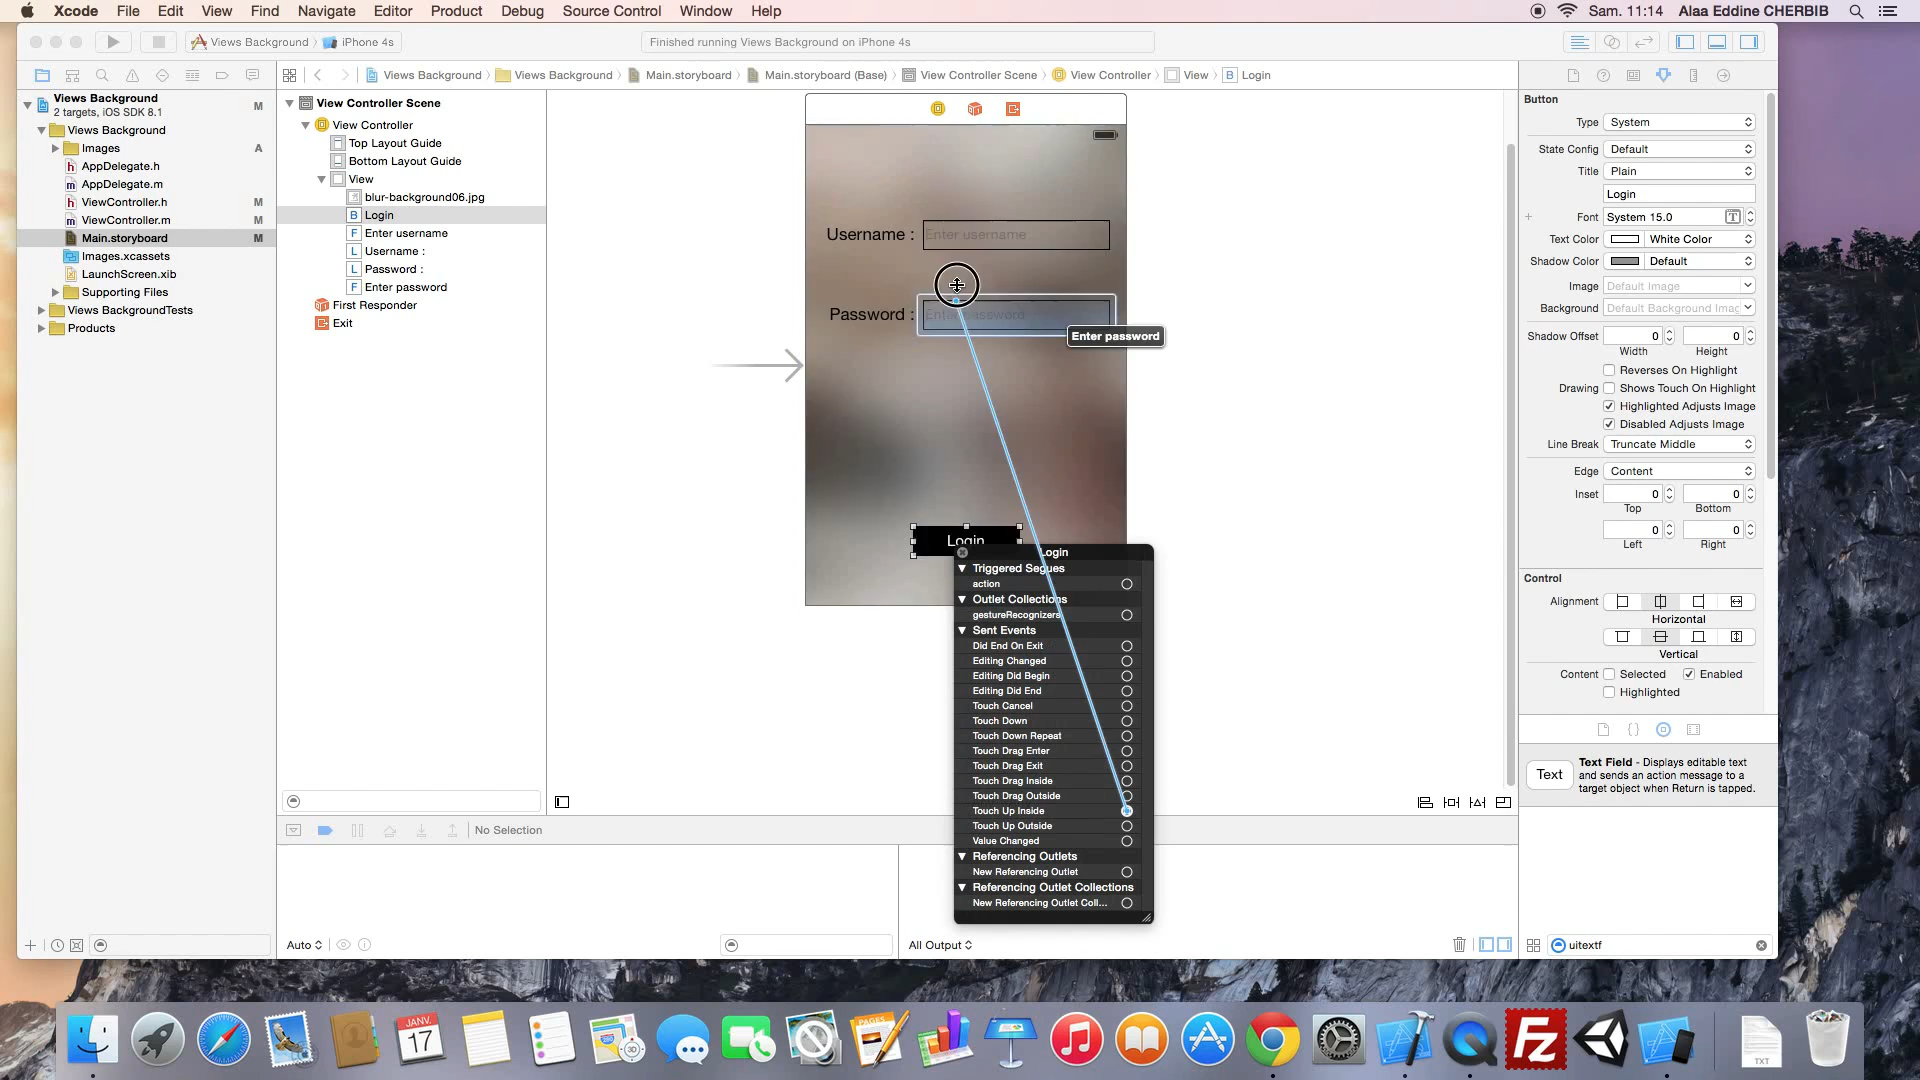 Xcode File Edit View Find Navigate Editor Product Debug Source Control Window Help
Sam. 11:14 Alaa Eddine CHERBIB
Views Background iPhone 4s
Finished running Views Background on iPhone 4s
Views Background Views Background Main.storyboard Main.storyboard (Base) View Controller Scene View Controller View B Login
Views Background M
2 targets, iOS SDK 8.1
Views Background
Images A
h AppDelegate.h
m AppDelegate.m
h ViewController.h M
m ViewController.m M
Main.storyboard M
Images.xcassets
LaunchScreen.xib
Supporting Files
Views BackgroundTests
Products
View Controller Scene
View Controller
Top Layout Guide
Bottom Layout Guide
View
blur-background06.jpg
B Login
F Enter username
L Username :
L Password :
F Enter password
First Responder
Exit
Username : Enter username
Password : Enter password
Enter password
Login
Login
Triggered Segues
action
Outlet Collections
gestureRecognizers
Sent Events
Did End On Exit
Editing Changed
Editing Did Begin
Editing Did End
Touch Cancel
Touch Down
Touch Down Repeat
Touch Drag Enter
Touch Drag Exit
Touch Drag Inside
Touch Drag Outside
Touch Up Inside
Touch Up Outside
Value Changed
Referencing Outlets
New Referencing Outlet
Referencing Outlet Collections
New Referencing Outlet Coll...
Button
Type System
State Config Default
Title Plain
Login
Font System 15.0 T
Text Color White Color
Shadow Color Default
Image Default Image
Background Default Background Imag
Shadow Offset 0 0
Width Height
Reverses On Highlight
Drawing Shows Touch On Highlight
Highlighted Adjusts Image
Disabled Adjusts Image
Line Break Truncate Middle
Edge Content
Inset 0 0
Top Bottom
0 0
Left Right
Control
Alignment
Horizontal
Vertical
Content Selected Enabled
Highlighted
Text
Text Field - Displays editable text
and sends an action message to a
target object when Return is tapped.
No Selection
Auto
All Output
uitextf
JANV.
17
PAGES
3D
Fz
TXT